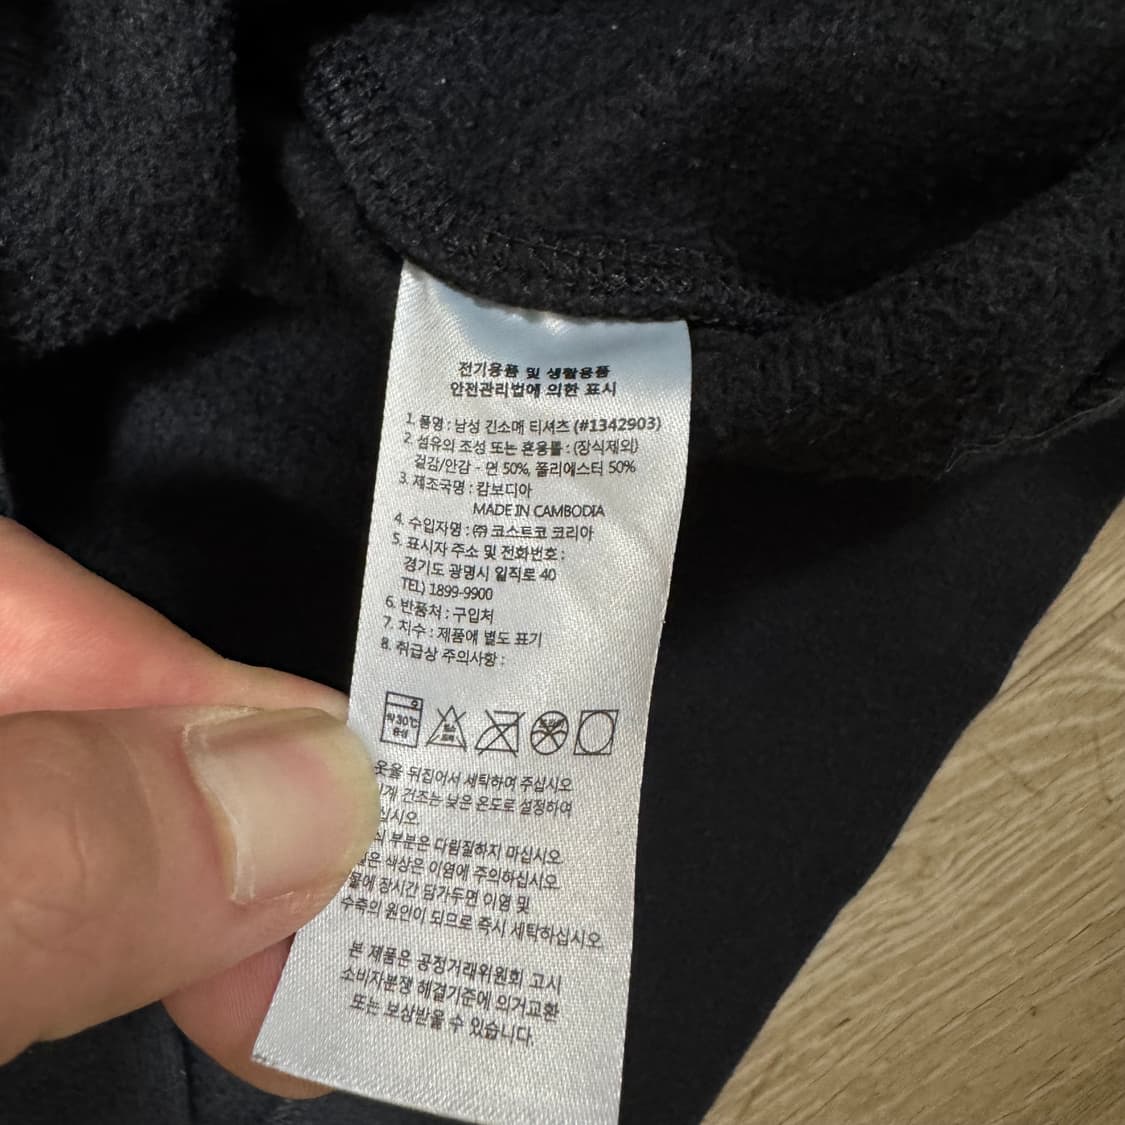 전기용품 및 생활용품
안전관리법에 의한 표시
1. 품명 : 남성 긴소매 티셔츠 (#1342903)
2. 섬유의 조성 또는 혼용률 : (장식제외)
겉감/안감 - 면 50%, 폴리에스터 50%
3. 제조국명 : 캄보디아
MADE IN CAMBODIA
4. 수입자명 : ㈜ 코스트코 코리아
5. 표시자 주소 및 전화번호 :
경기도 광명시 일직로 40
TEL) 1899-9900
6. 반품처 : 구입처
7. 치수 : 제품에 별도 표기
8. 취급상 주의사항 :
약30℃
중성
옷을 뒤집어서 세탁하여 주십시오
건조는 낮은 온도로 설정하여
십시오.
부분은 다림질하지 마십시오.
색상은 이염에 주의하십시오.
물에 장시간 담가두면 이염 및
수축의 원인이 되므로 즉시 세탁하십시오.
본 제품은 공정거래위원회 고시
소비자분쟁 해결기준에 의거교환
또는 보상받을 수 있습니다.